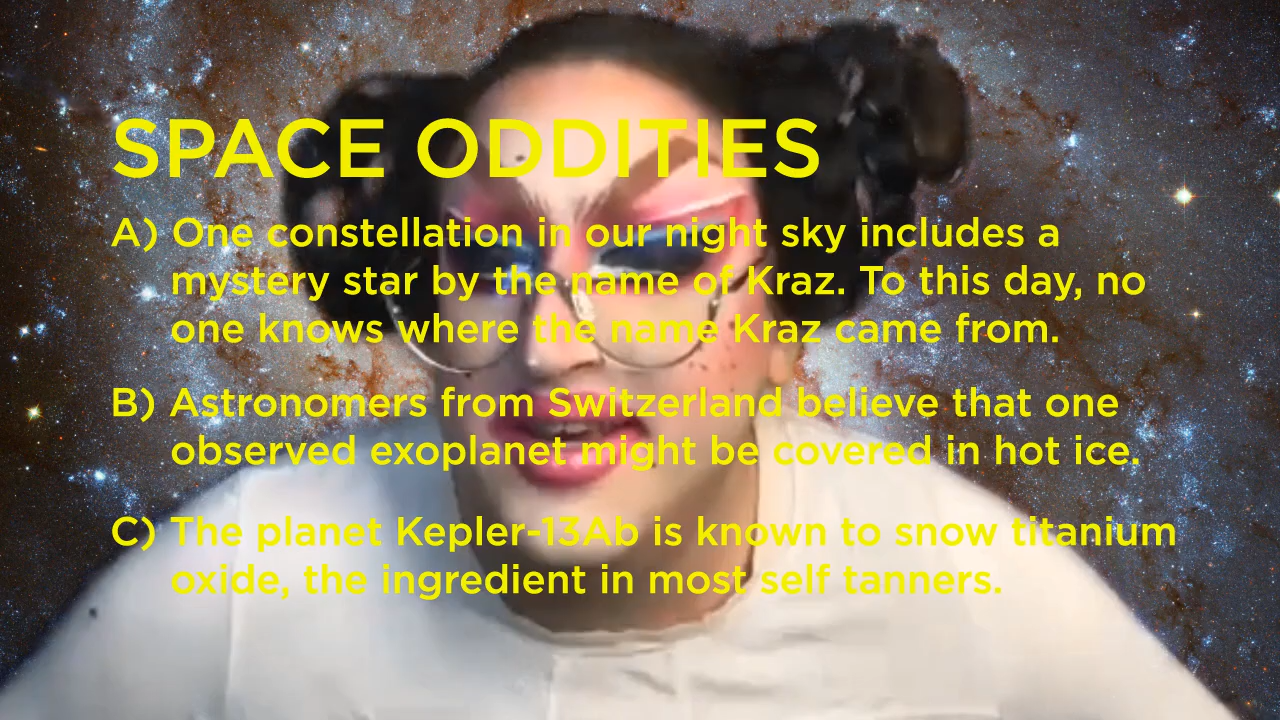 SPACE ODDITIES
A) One constellation in our night sky includes a
mystery star by the name of Kraz. To this day, no
one knows where the name Kraz came from.
B) Astronomers from Switzerland believe that one
observed exoplanet might be covered in hot ice.
C) The planet Kepler-13Ab is known to snow titanium
oxide, the ingredient in most self tanners.